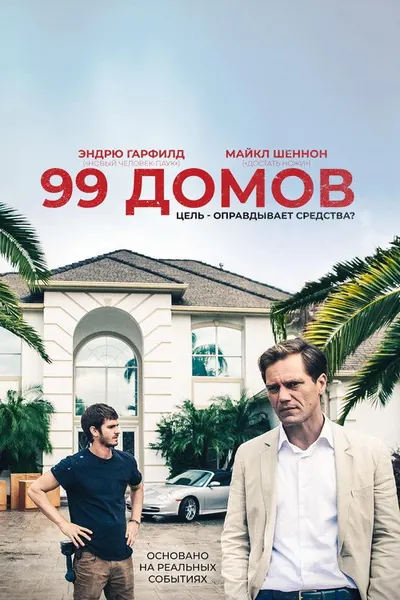 ЭНДРЮ ГАРФИЛД МАЙКЛ ШЕННОН
(«НОВЫЙ ЧЕЛОВЕК-ПАУК») («ДОСТАТЬ НОЖИ»)
99 ДОМОВ
ЦЕЛЬ - ОПРАВДЫВАЕТ СРЕДСТВА?
ОСНОВАНО
НА РЕАЛЬНЫХ
СОБЫТИЯХ